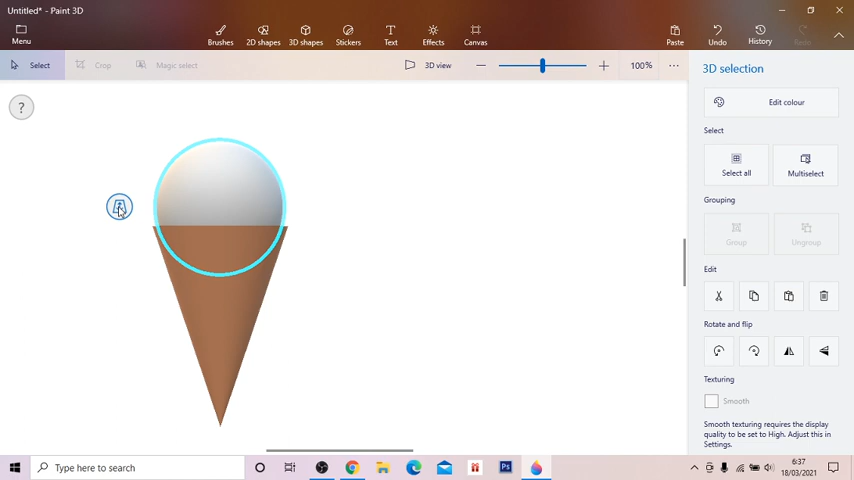 Untitled* - Paint 3D
Menu
Brushes
2D shapes
3D shapes
Stickers
Text
Effects
Canvas
Paste
Undo
History
Redo
Select
Crop
Magic select
3D view
100%
?
3D selection
Edit colour
Select
Select all
Multiselect
Grouping
Group
Ungroup
Edit
Rotate and flip
Texturing
Smooth
Smooth texturing requires the display
quality to be set to High. Adjust this in
Settings.
Type here to search
Ps
6:37
18/03/2021